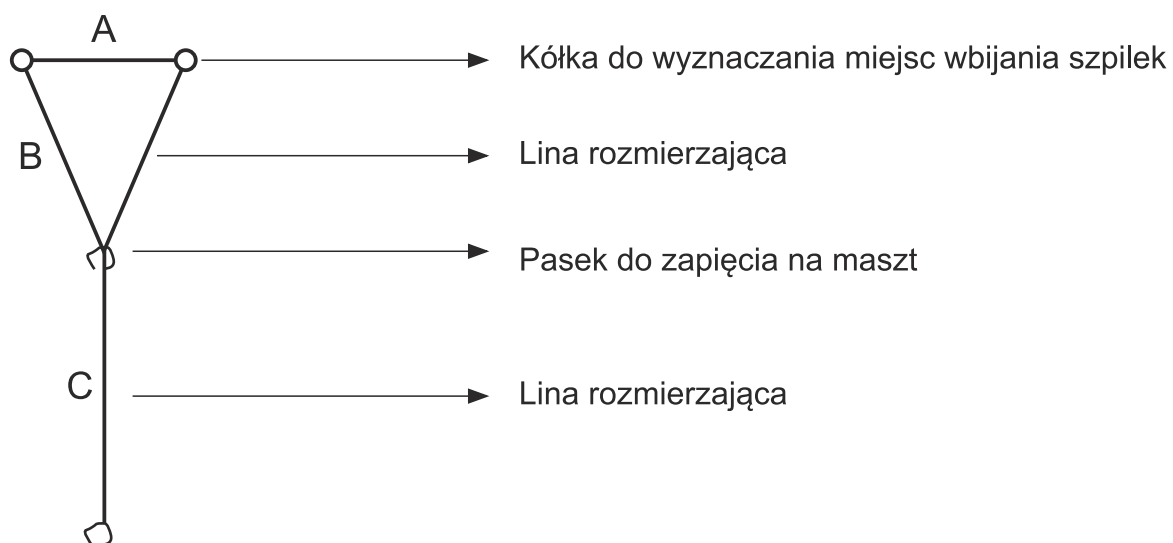 A
Kółka do wyznaczania miejsc wbijania szpilek
B
Lina rozmierzająca
Pasek do zapięcia na maszt
C
Lina rozmierzająca